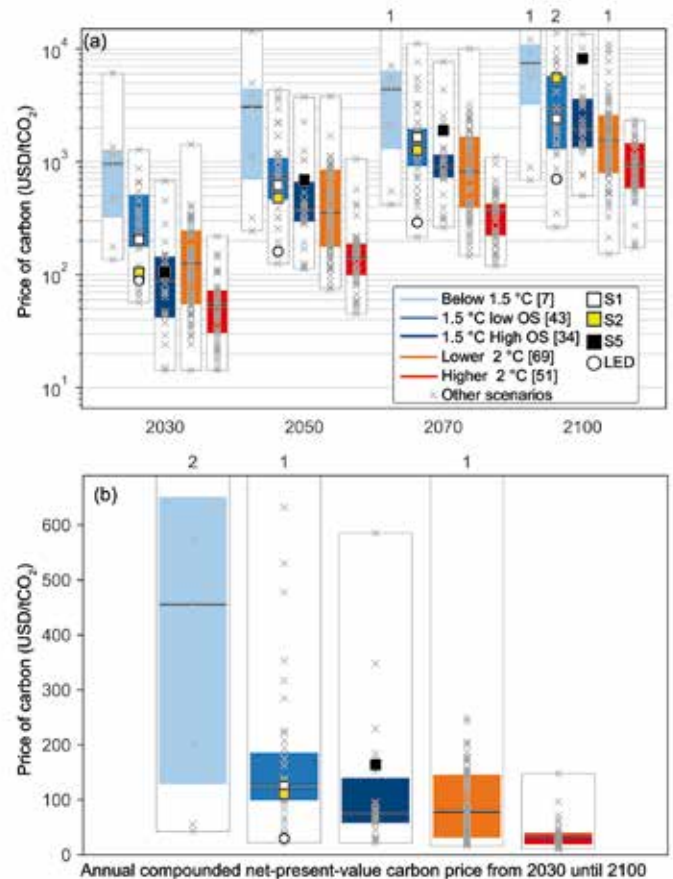 1 1 2 1
(a)
10⁴
10³
10²
10¹
Price of carbon (USD/tCO₂)
Below 1.5 °C [7]
1.5 °C low OS [43]
1.5 °C High OS [34]
Lower 2 °C [69]
Higher 2 °C [51]
× Other scenarios
S1
S2
S5
LED
2030 2050 2070 2100
2 1 1
(b)
600
500
400
300
200
100
0
Price of carbon (USD/tCO₂)
Annual compounded net-present-value carbon price from 2030 until 2100